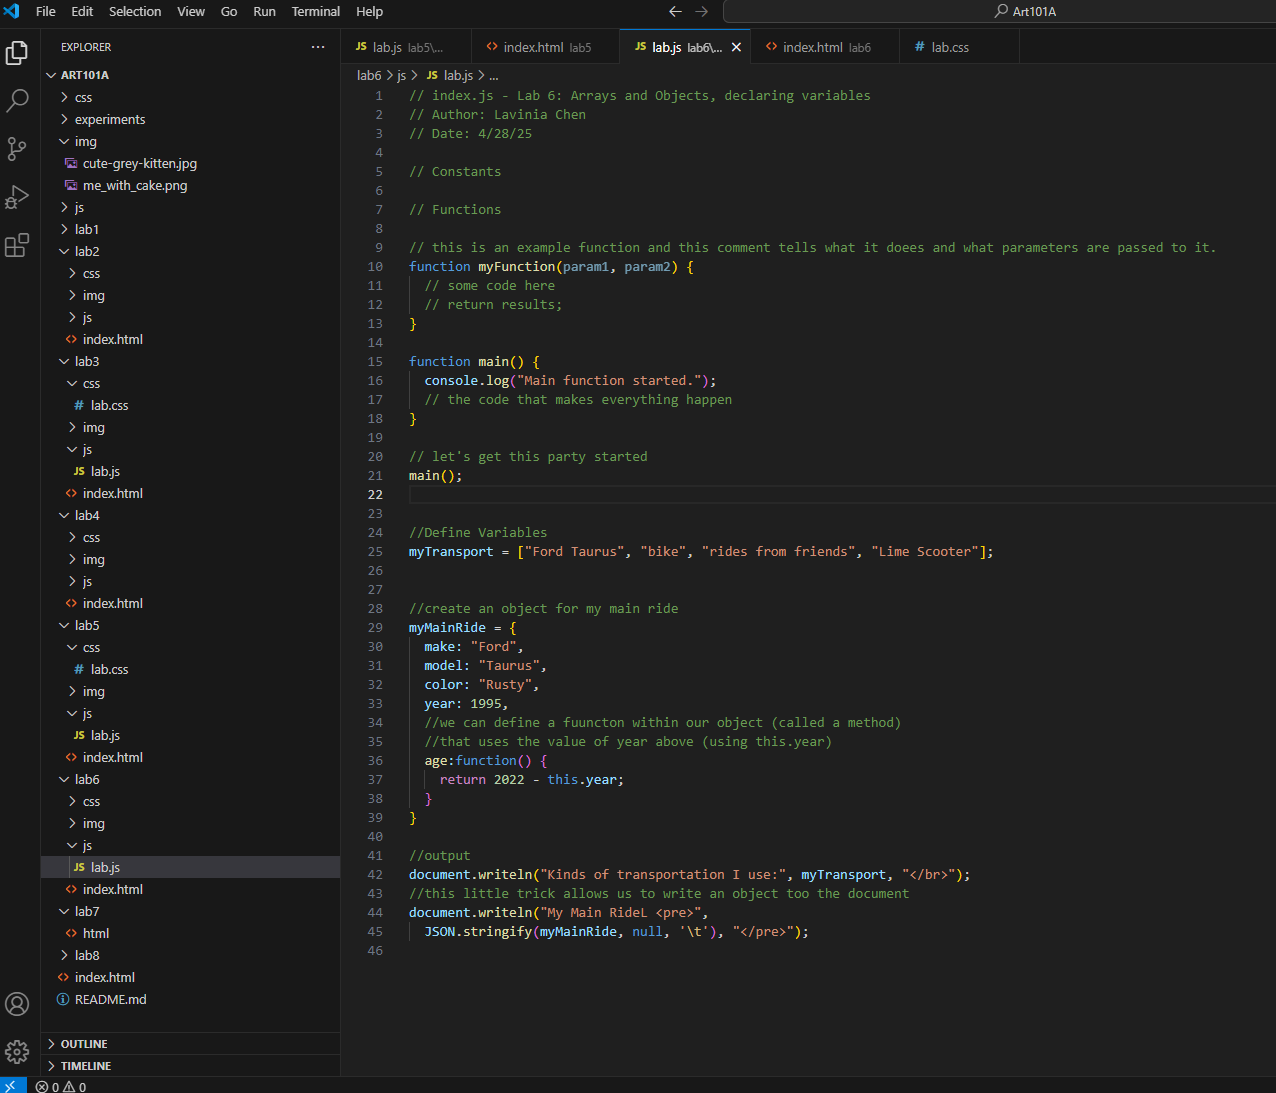 File Edit Selection View Go Run Terminal Help Art101A
EXPLORER ...
ART101A
css
experiments
img
cute-grey-kitten.jpg
me_with_cake.png
js
lab1
lab2
css
img
js
index.html
lab3
css
# lab.css
img
js
JS lab.js
index.html
lab4
css
img
js
index.html
lab5
css
# lab.css
img
js
JS lab.js
index.html
lab6
css
img
js
JS lab.js
index.html
lab7
html
lab8
index.html
README.md
OUTLINE
TIMELINE
0 0
JS lab.js lab5\... <> index.html lab5 JS lab.js lab6\... <> index.html lab6 # lab.css
lab6 > js > JS lab.js > ...
1 // index.js - Lab 6: Arrays and Objects, declaring variables
2 // Author: Lavinia Chen
3 // Date: 4/28/25
4
5 // Constants
6
7 // Functions
8
9 // this is an example function and this comment tells what it doees and what parameters are passed to it.
10 function myFunction(param1, param2) {
11 // some code here
12 // return results;
13 }
14
15 function main() {
16 console.log("Main function started.");
17 // the code that makes everything happen
18 }
19
20 // let's get this party started
21 main();
22
23
24 //Define Variables
25 myTransport = ["Ford Taurus", "bike", "rides from friends", "Lime Scooter"];
26
27
28 //create an object for my main ride
29 myMainRide = {
30 make: "Ford",
31 model: "Taurus",
32 color: "Rusty",
33 year: 1995,
34 //we can define a fuuncton within our object (called a method)
35 //that uses the value of year above (using this.year)
36 age:function() {
37 return 2022 - this.year;
38 }
39 }
40
41 //output
42 document.writeln("Kinds of transportation I use:", myTransport, "</br>");
43 //this little trick allows us to write an object too the document
44 document.writeln("My Main RideL <pre>",
45 JSON.stringify(myMainRide, null, '\t'), "</pre>");
46